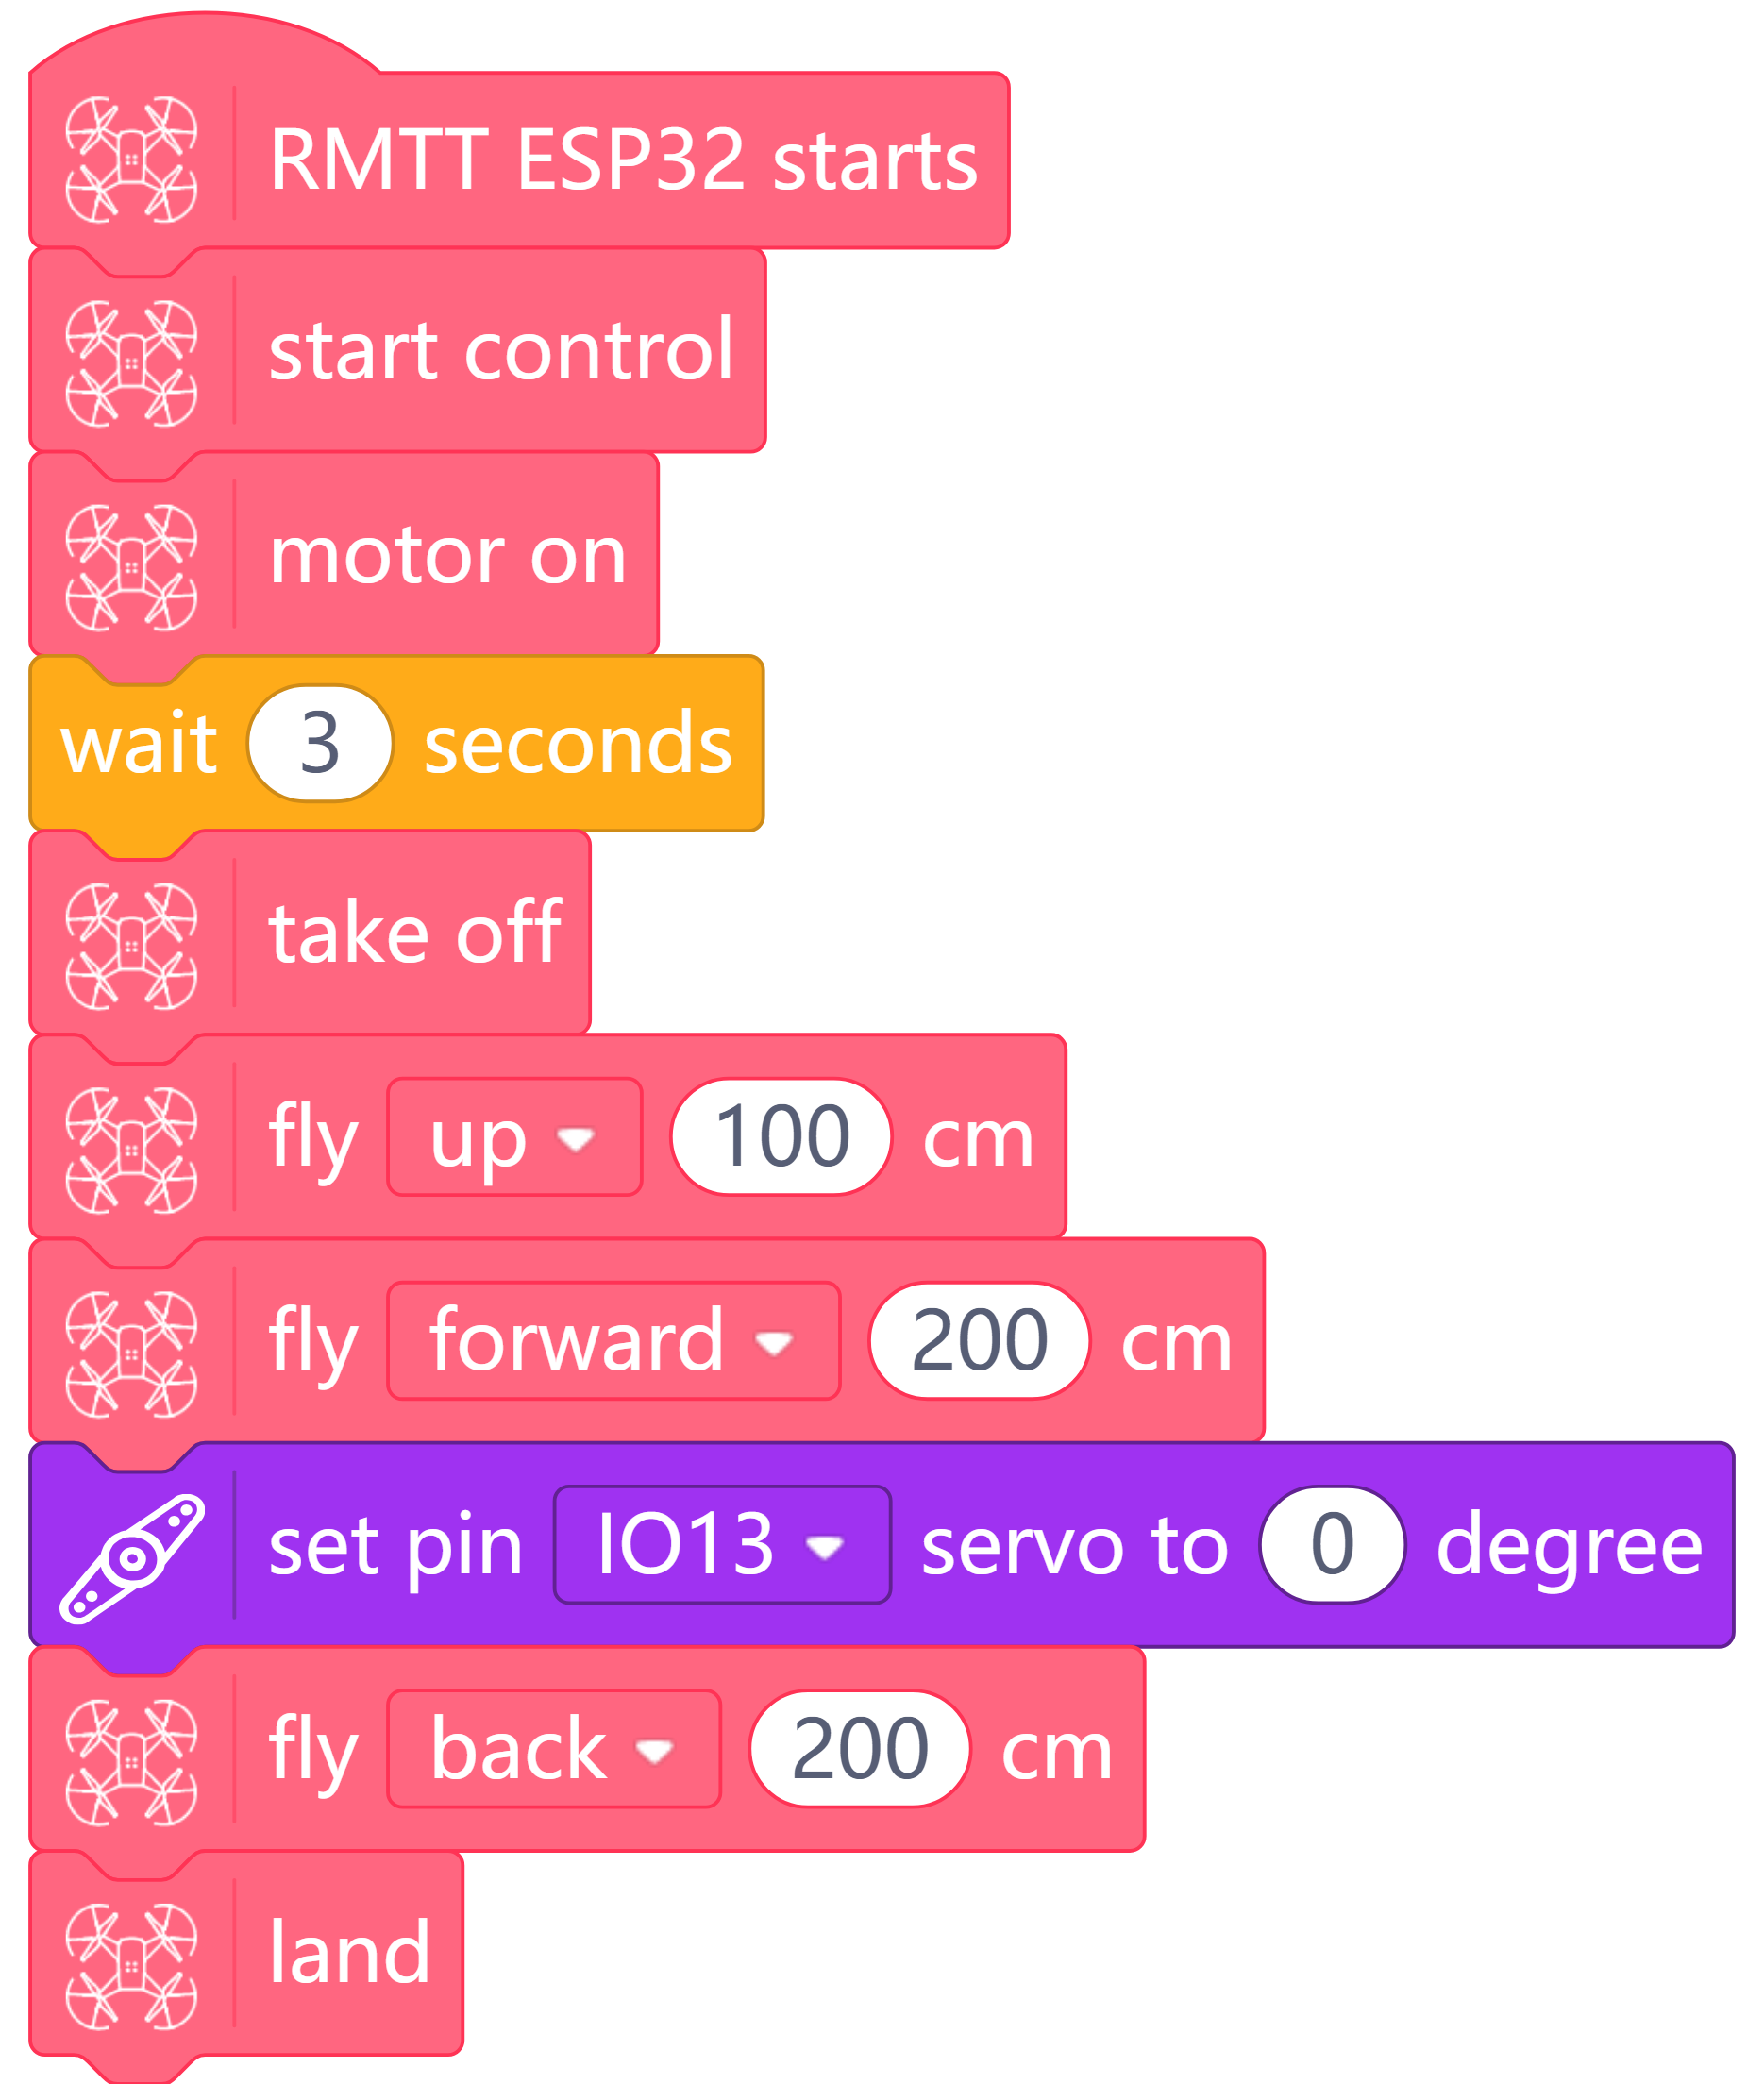 RMTT ESP32 starts
start control
motor on
wait 3 seconds
take off
fly up 100 cm
fly forward 200 cm
set pin IO13 servo to 0 degree
fly back 200 cm
land